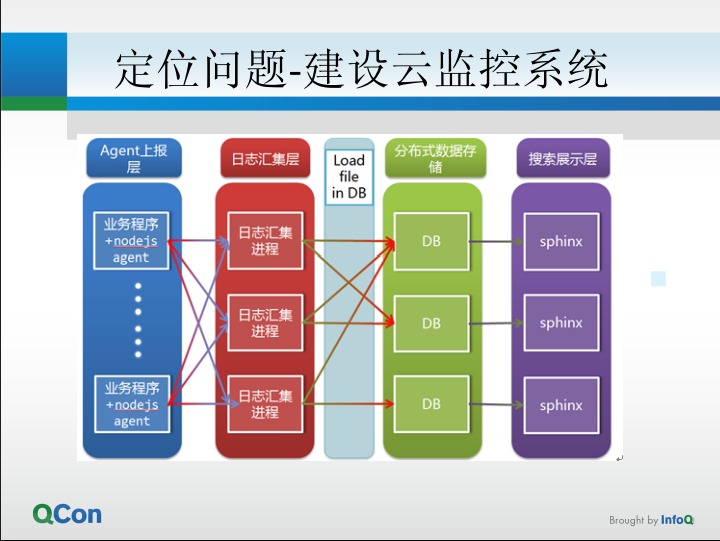 定位问题-建设云监控系统
Agent上报
层
日志汇集层
Load
file
in DB
分布式数据存
储
搜索展示层
业务程序
+nodejs
agent
日志汇集
进程
DB
sphinx
日志汇集
进程
DB
sphinx
业务程序
+nodejs
agent
日志汇集
进程
DB
sphinx
QCon
Brought by InfoQ